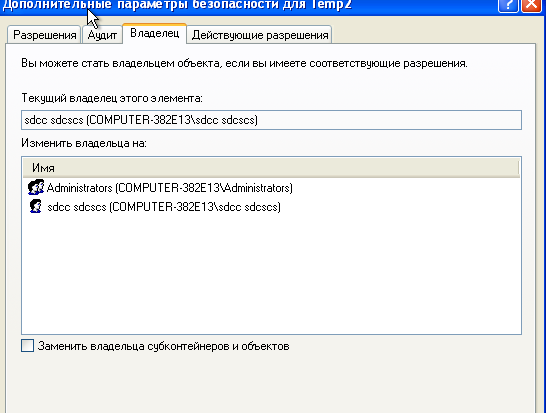 Дополнительные параметры безопасности для Temp2
Разрешения Аудит Владелец Действующие разрешения
Вы можете стать владельцем объекта, если вы имеете соответствующие разрешения.
Текущий владелец этого элемента:
sdcc sdcscs (COMPUTER-382E13\sdcc sdcscs)
Изменить владельца на:
Имя
Administrators (COMPUTER-382E13\Administrators)
sdcc sdcscs (COMPUTER-382E13\sdcc sdcscs)
Заменить владельца субконтейнеров и объектов